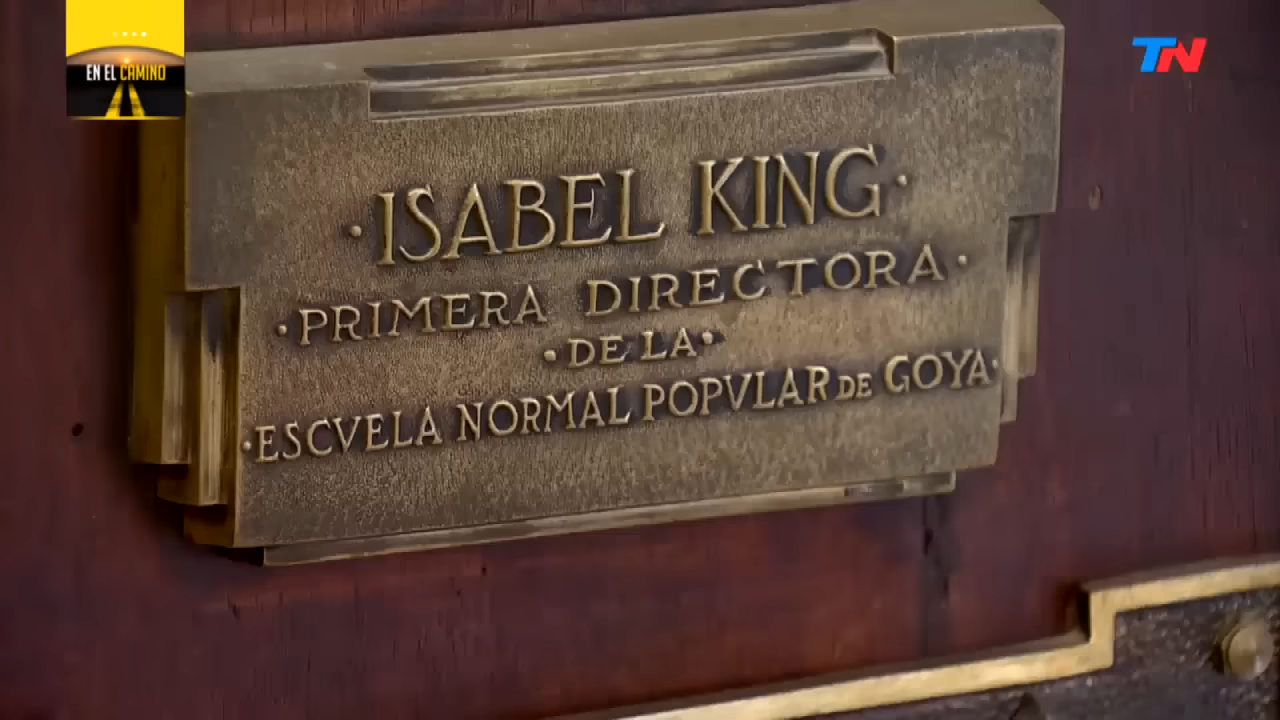 EN EL CAMINO
TN
·ISABEL KING·
·PRIMERA DIRECTORA·
·DE LA·
·ESCVELA NORMAL POPVLAR DE GOYA·